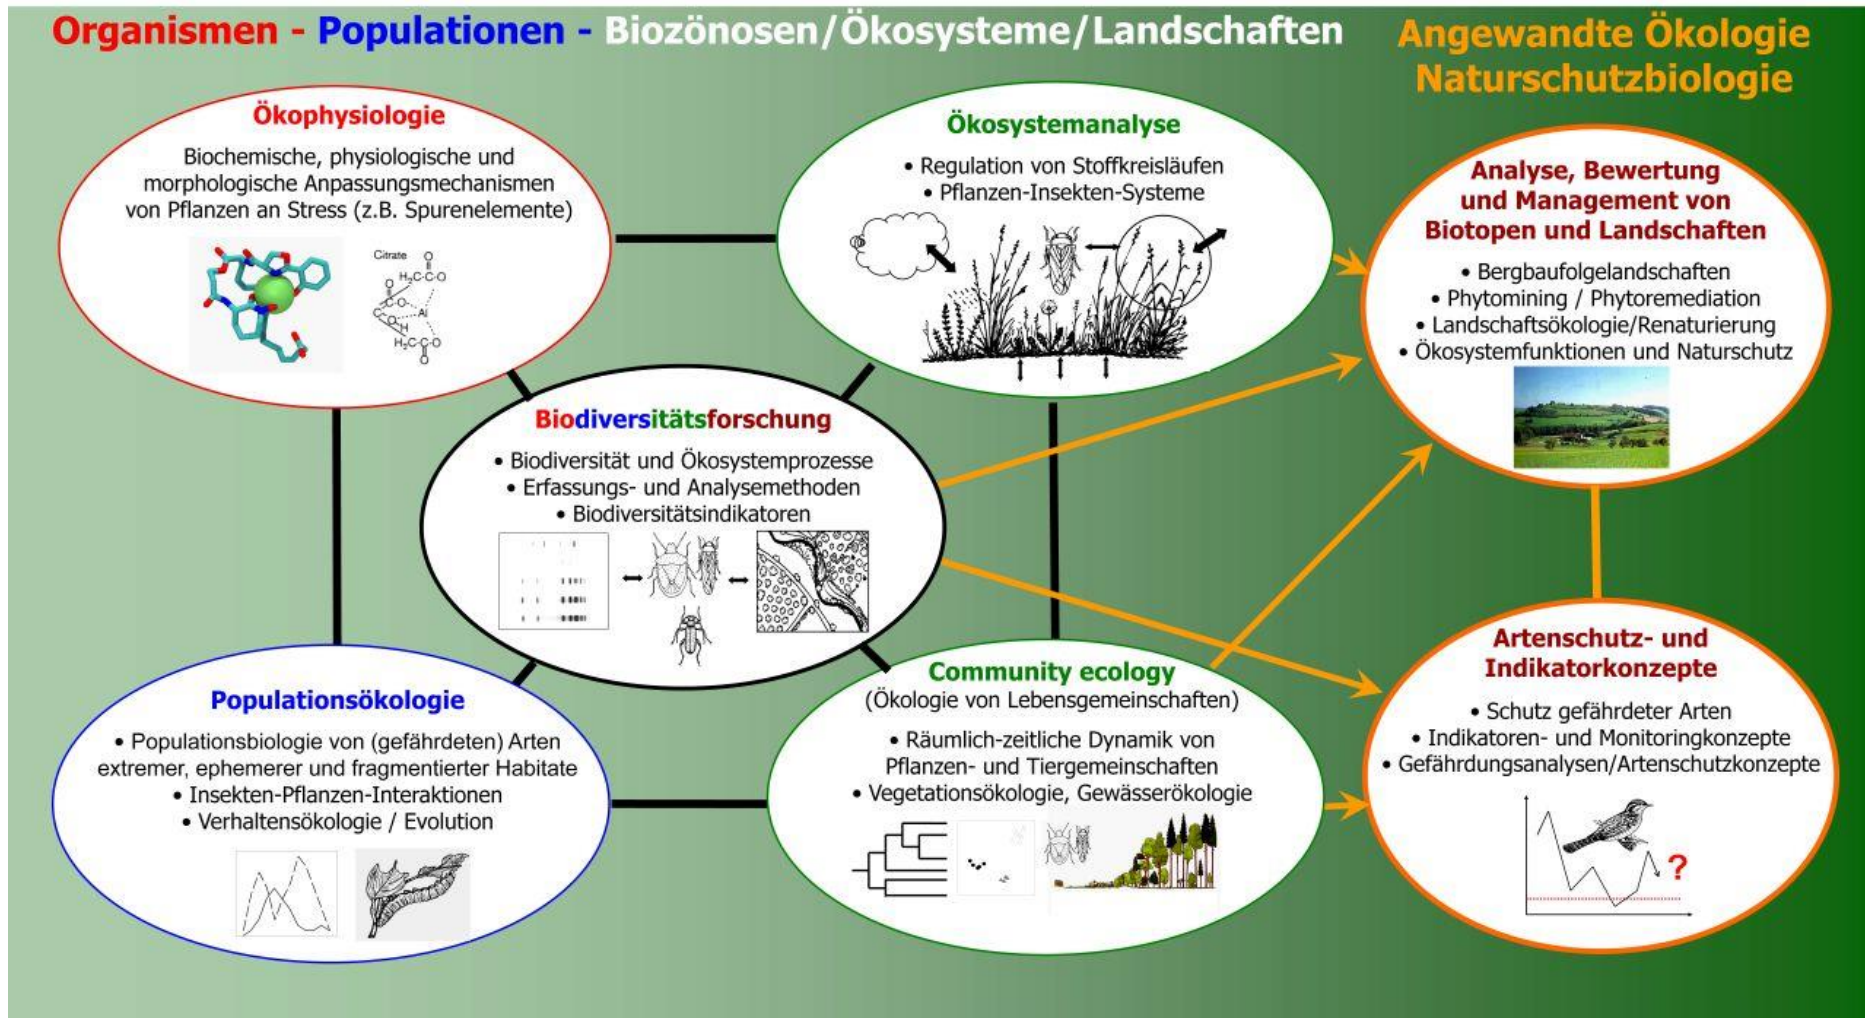 Organismen - Populationen - Biozönosen/Ökosysteme/Landschaften
Angewandte Ökologie
Naturschutzbiologie
Ökophysiologie
Biochemische, physiologische und
morphologische Anpassungsmechanismen
von Pflanzen an Stress (z.B. Spurenelemente)
Citrate
O
H₂C-C-O
O
C-O
C-O
Al
H
H₂C-C-O
O
Ökosystemanalyse
• Regulation von Stoffkreisläufen
• Pflanzen-Insekten-Systeme
Analyse, Bewertung
und Management von
Biotopen und Landschaften
• Bergbaufolgelandschaften
• Phytomining / Phytoremediation
• Landschaftsökologie/Renaturierung
• Ökosystemfunktionen und Naturschutz
Biodiversitätsforschung
• Biodiversität und Ökosystemprozesse
• Erfassungs- und Analysemethoden
• Biodiversitätsindikatoren
Populationsökologie
• Populationsbiologie von (gefährdeten) Arten
extremer, ephemerer und fragmentierter Habitate
• Insekten-Pflanzen-Interaktionen
• Verhaltensökologie / Evolution
Community ecology
(Ökologie von Lebensgemeinschaften)
• Räumlich-zeitliche Dynamik von
Pflanzen- und Tiergemeinschaften
• Vegetationsökologie, Gewässerökologie
Artenschutz- und
Indikatorkonzepte
• Schutz gefährdeter Arten
• Indikatoren- und Monitoringkonzepte
• Gefährdungsanalysen/Artenschutzkonzepte
?